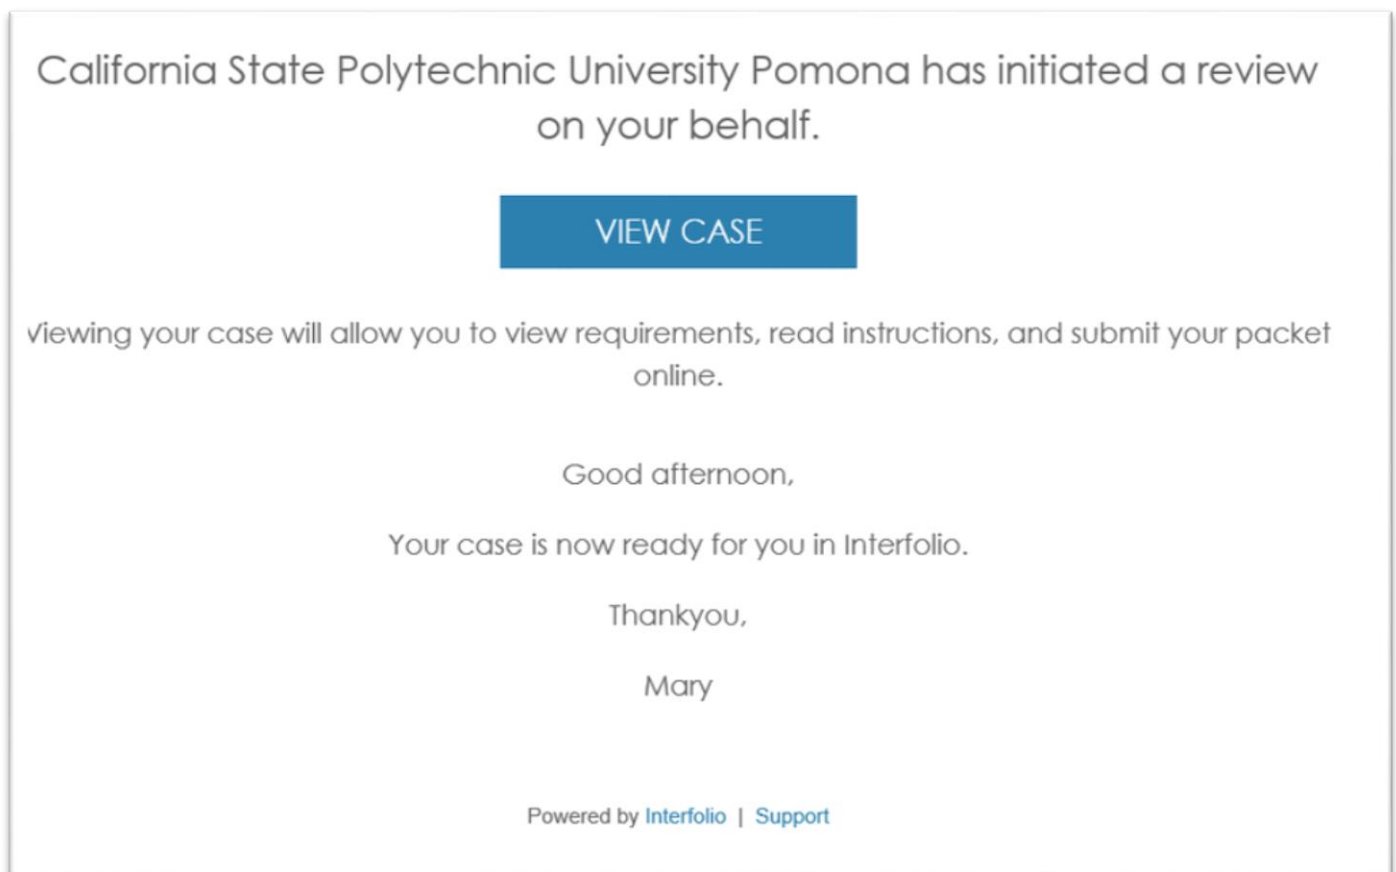 California State Polytechnic University Pomona has initiated a review
on your behalf.
VIEW CASE
Viewing your case will allow you to view requirements, read instructions, and submit your packet
online.
Good afternoon,
Your case is now ready for you in Interfolio.
Thankyou,
Mary
Powered by Interfolio | Support